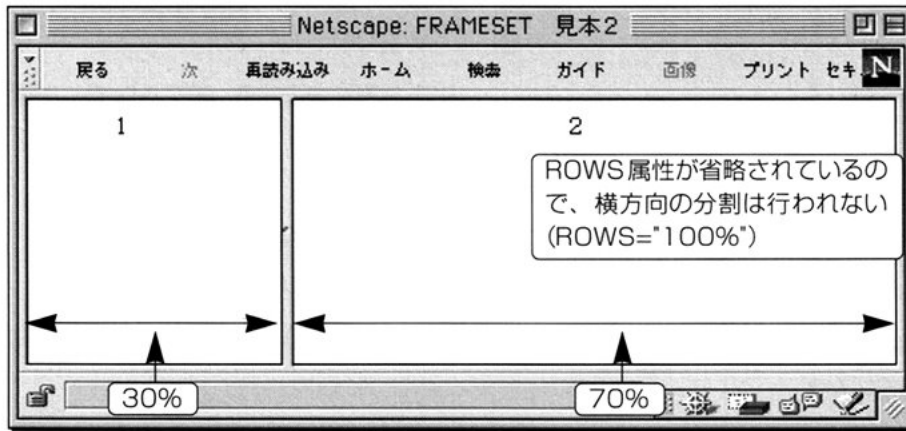 Netscape: FRAMESET 見本2
戻る 次 再読み込み ホーム 検索 ガイド 画像 プリント セキ N
1 2
ROWS属性が省略されているの
で、横方向の分割は行われない
(ROWS="100%")
30% 70%